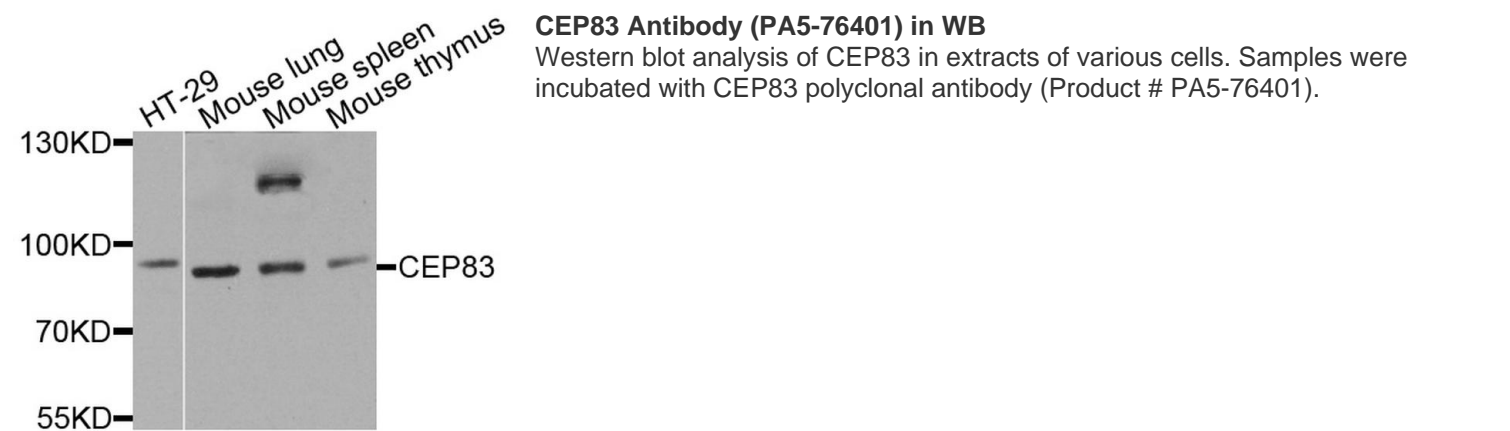 CEP83 Antibody (PA5-76401) in WB
Western blot analysis of CEP83 in extracts of various cells. Samples were
incubated with CEP83 polyclonal antibody (Product # PA5-76401).
HT-29
Mouse lung
Mouse spleen
Mouse thymus
130KD
100KD
CEP83
70KD
55KD